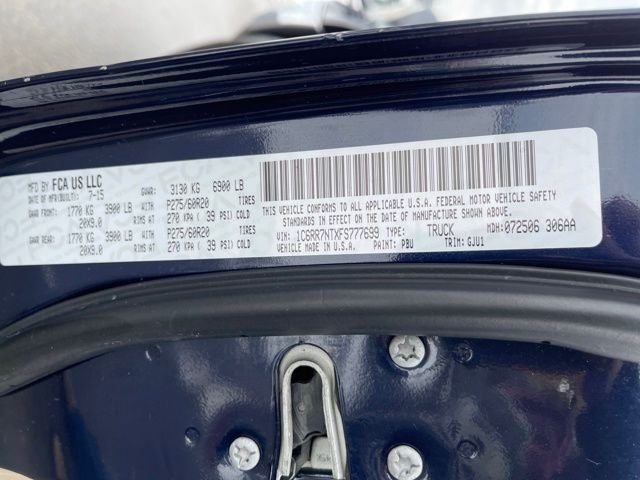 MFD BY FCA US LLC GVWR: 3130 KG 6900 LB
DATE OF MFR(BUILT): 7-15 P275/60R20 TIRES
GAWR FRONT: 1770 KG 3900 LB WITH
20X9.0 RIMS AT 270 KPA ( 39 PSI) COLD
GAWR REAR: 1770 KG 3900 LB WITH P275/60R20 TIRES
20X9.0 RIMS AT 270 KPA ( 39 PSI) COLD
THIS VEHICLE CONFORMS TO ALL APPLICABLE U.S.A. FEDERAL MOTOR VEHICLE SAFETY
STANDARDS IN EFFECT ON THE DATE OF MANUFACTURE SHOWN ABOVE.
VIN: 1C6RR7NTXFS777699 TYPE: TRUCK MDH: 072506 306AA
VEHICLE MADE IN: U.S.A. PAINT: PBU TRIM: GJU1